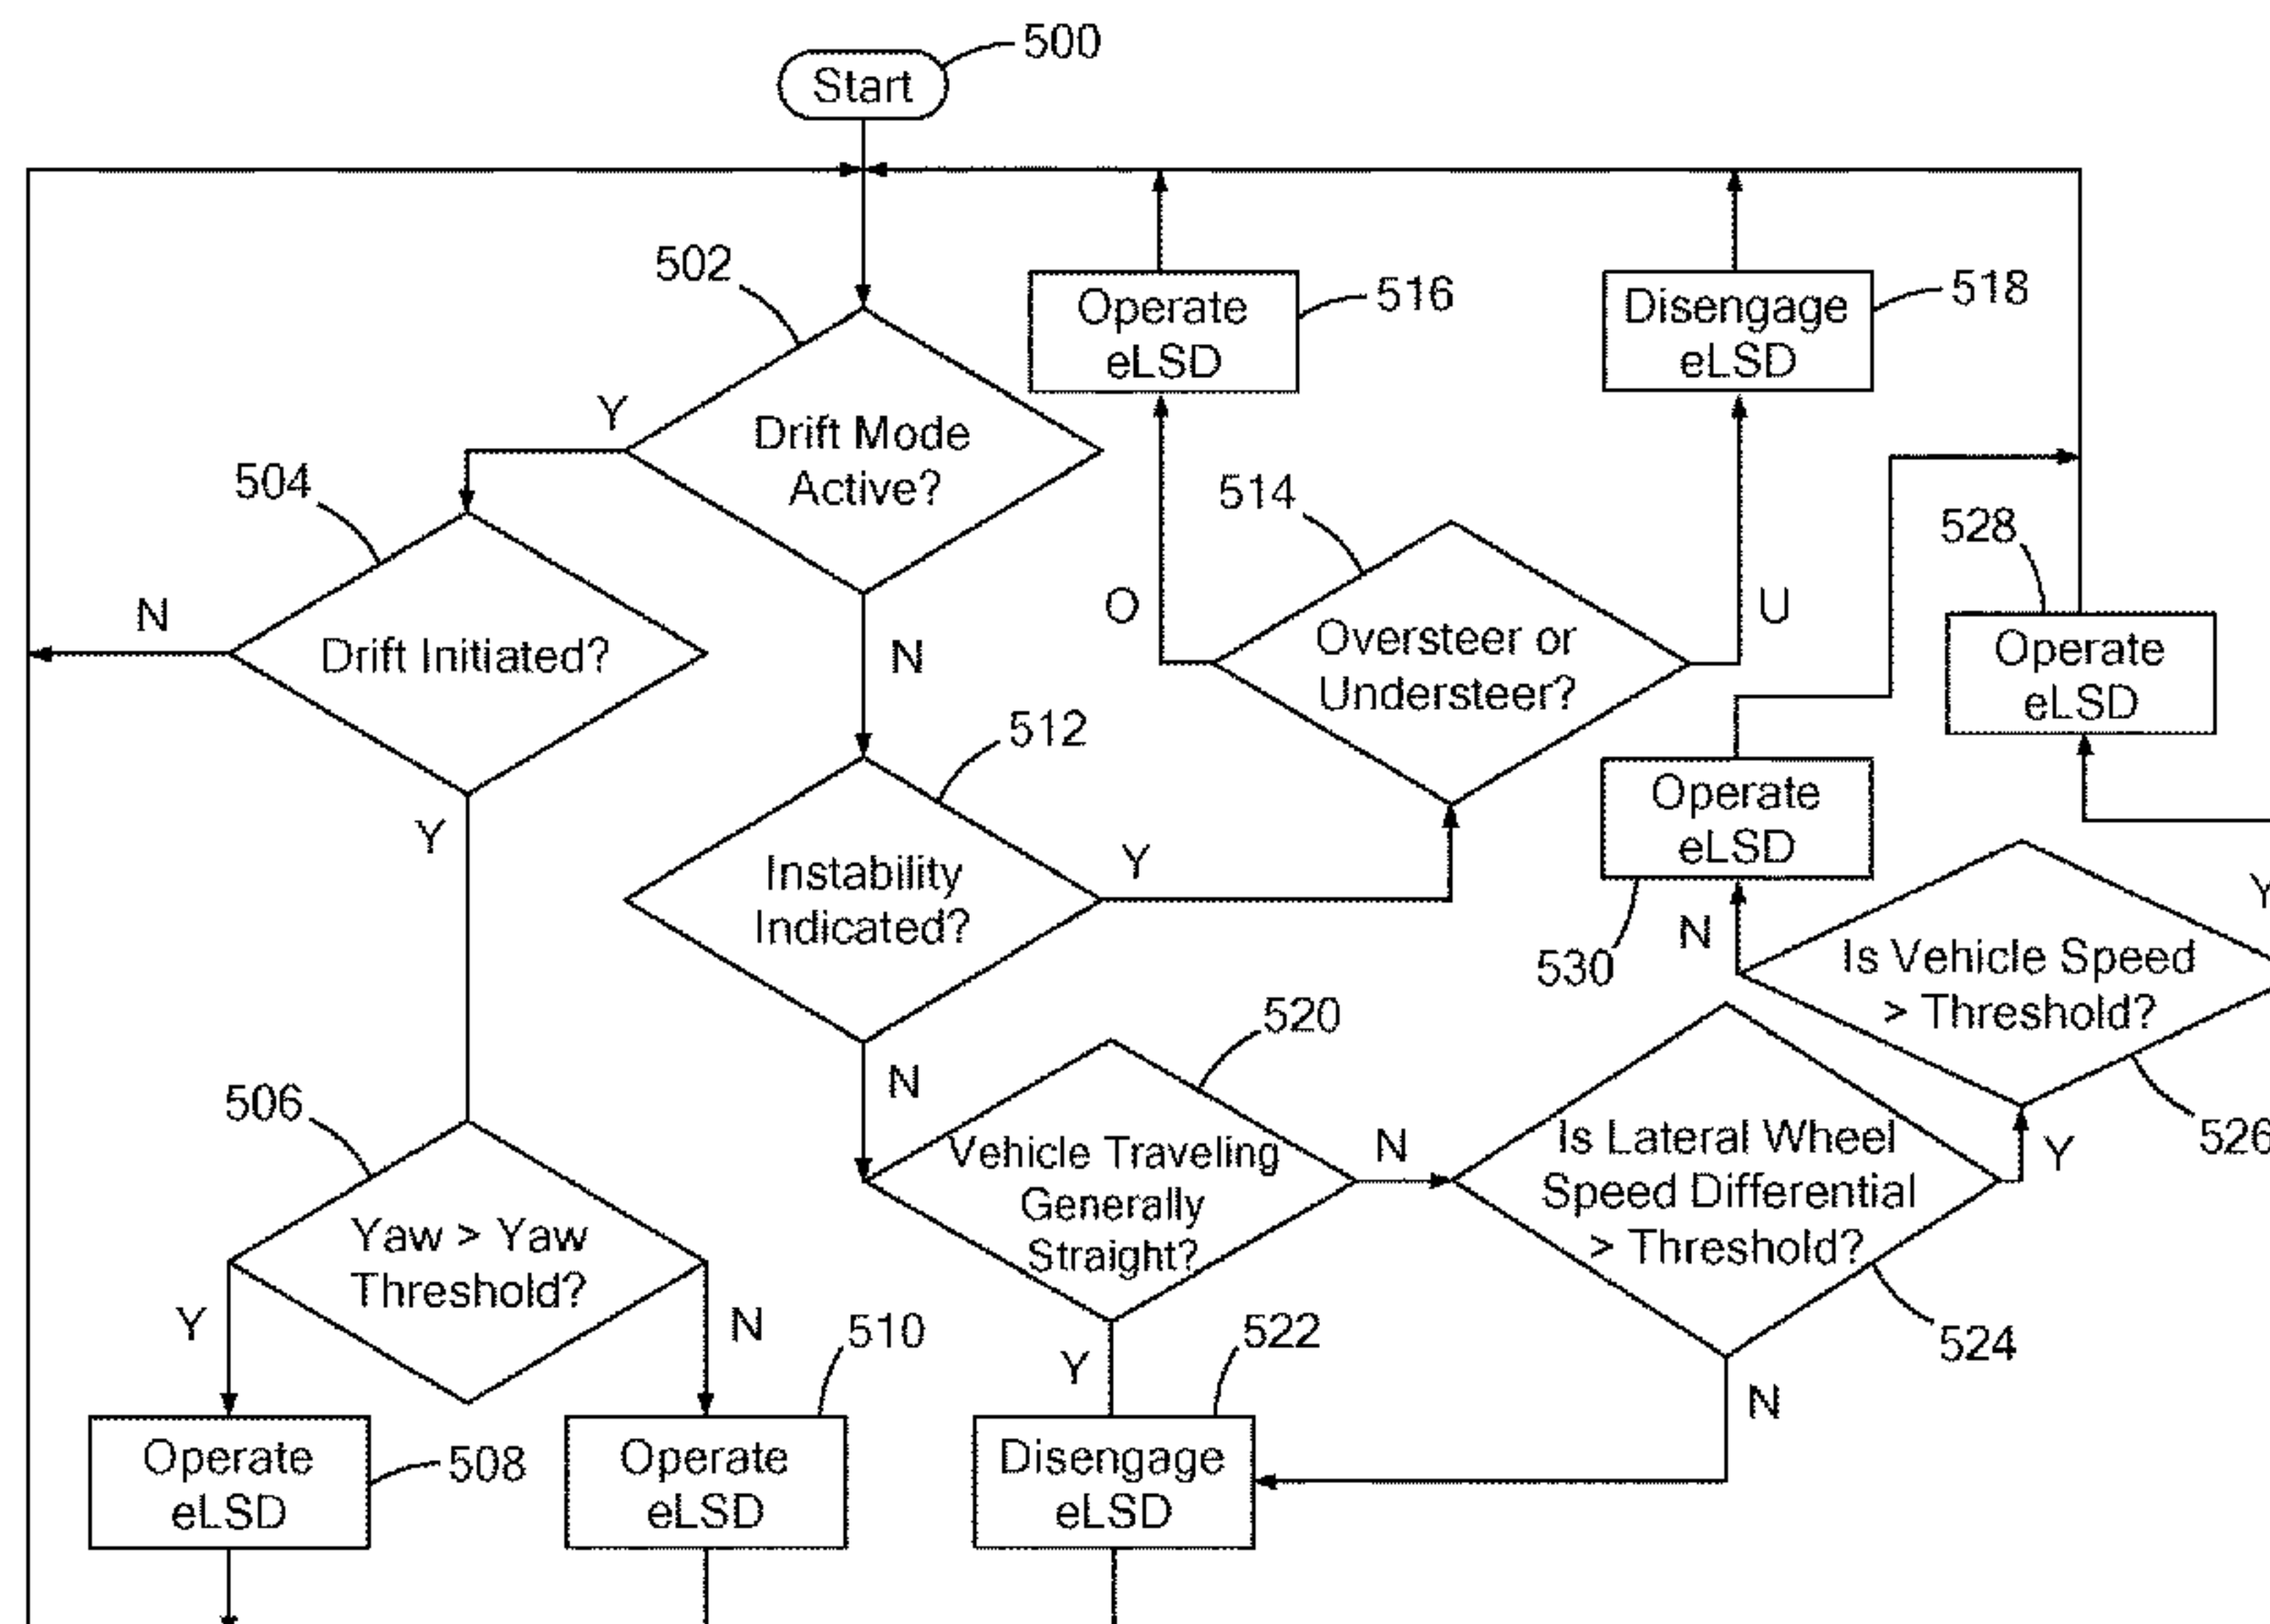 500
Start
502
Operate
eLSD
516
Disengage
eLSD
518
Y
Drift Mode
Active?
504
514
528
N
Drift Initiated?
O
Oversteer or
Understeer?
U
Operate
eLSD
N
512
Y
Operate
eLSD
Instability
Indicated?
Y
N
530
Is Vehicle Speed
> Threshold?
Y
520
N
506
Vehicle Traveling
Generally
Straight?
N
Is Lateral Wheel
Speed Differential
> Threshold?
Y
526
Yaw > Yaw
Threshold?
Y
N
510
522
524
Y
N
Operate
eLSD
508
Operate
eLSD
Disengage
eLSD